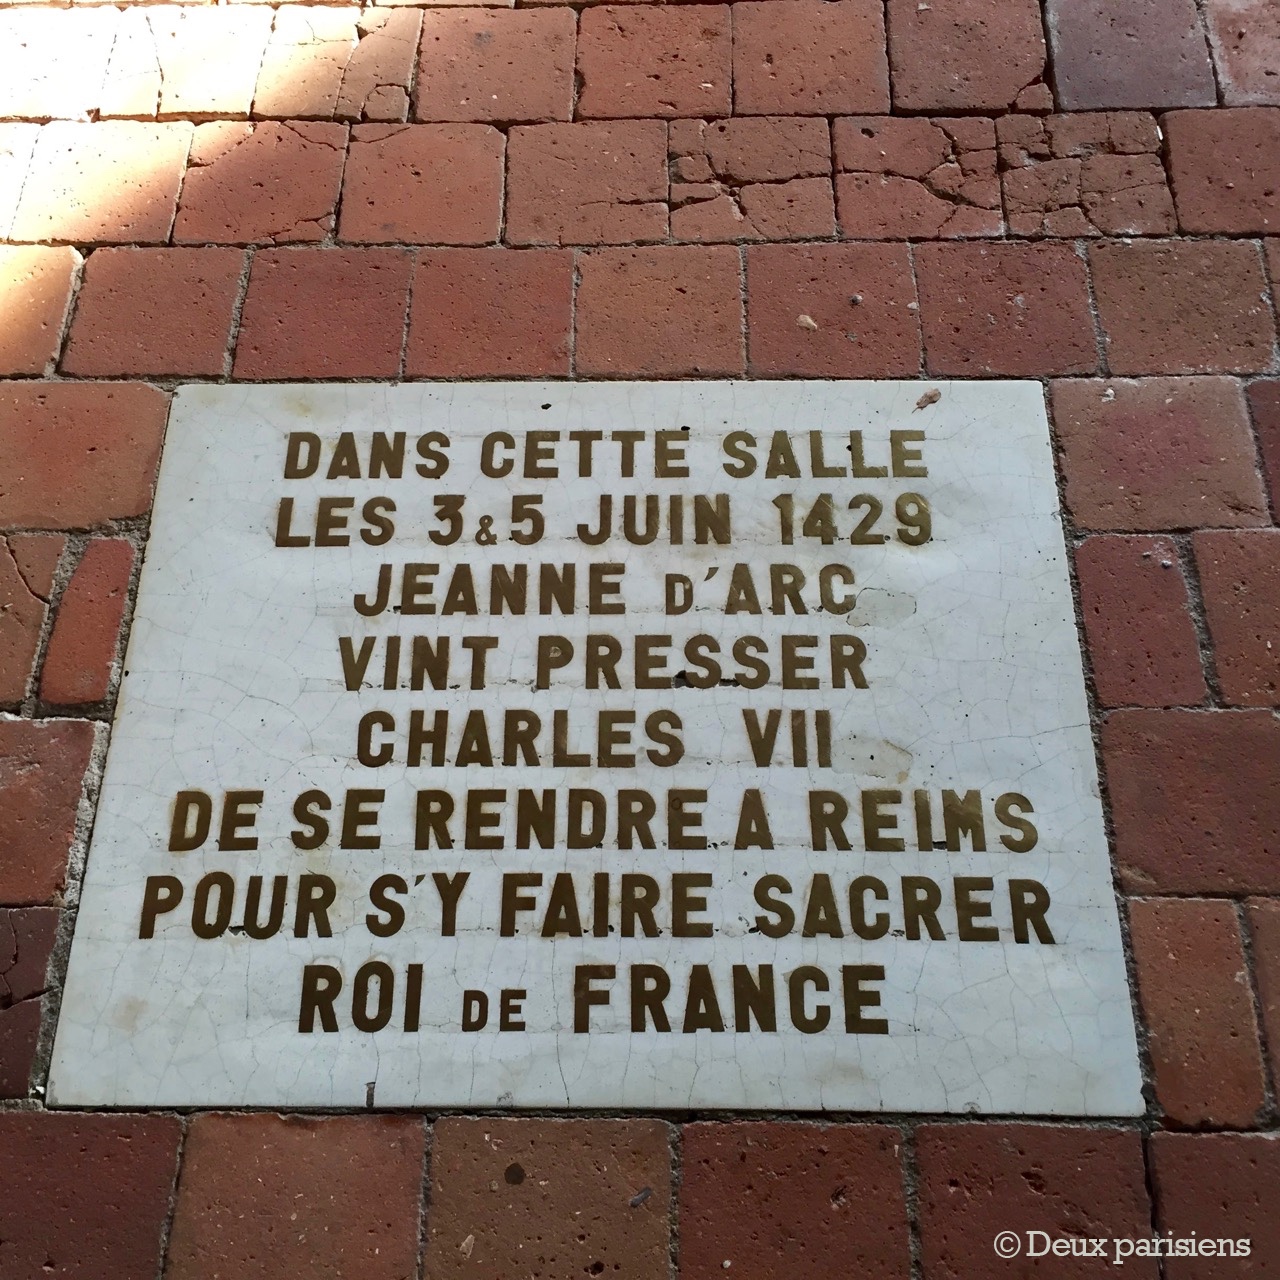 DANS CETTE SALLE
LES 3 & 5 JUIN 1429
JEANNE D'ARC
VINT PRESSER
CHARLES VII
DE SE RENDRE A REIMS
POUR S'Y FAIRE SACRER
ROI DE FRANCE
© Deux parisiens